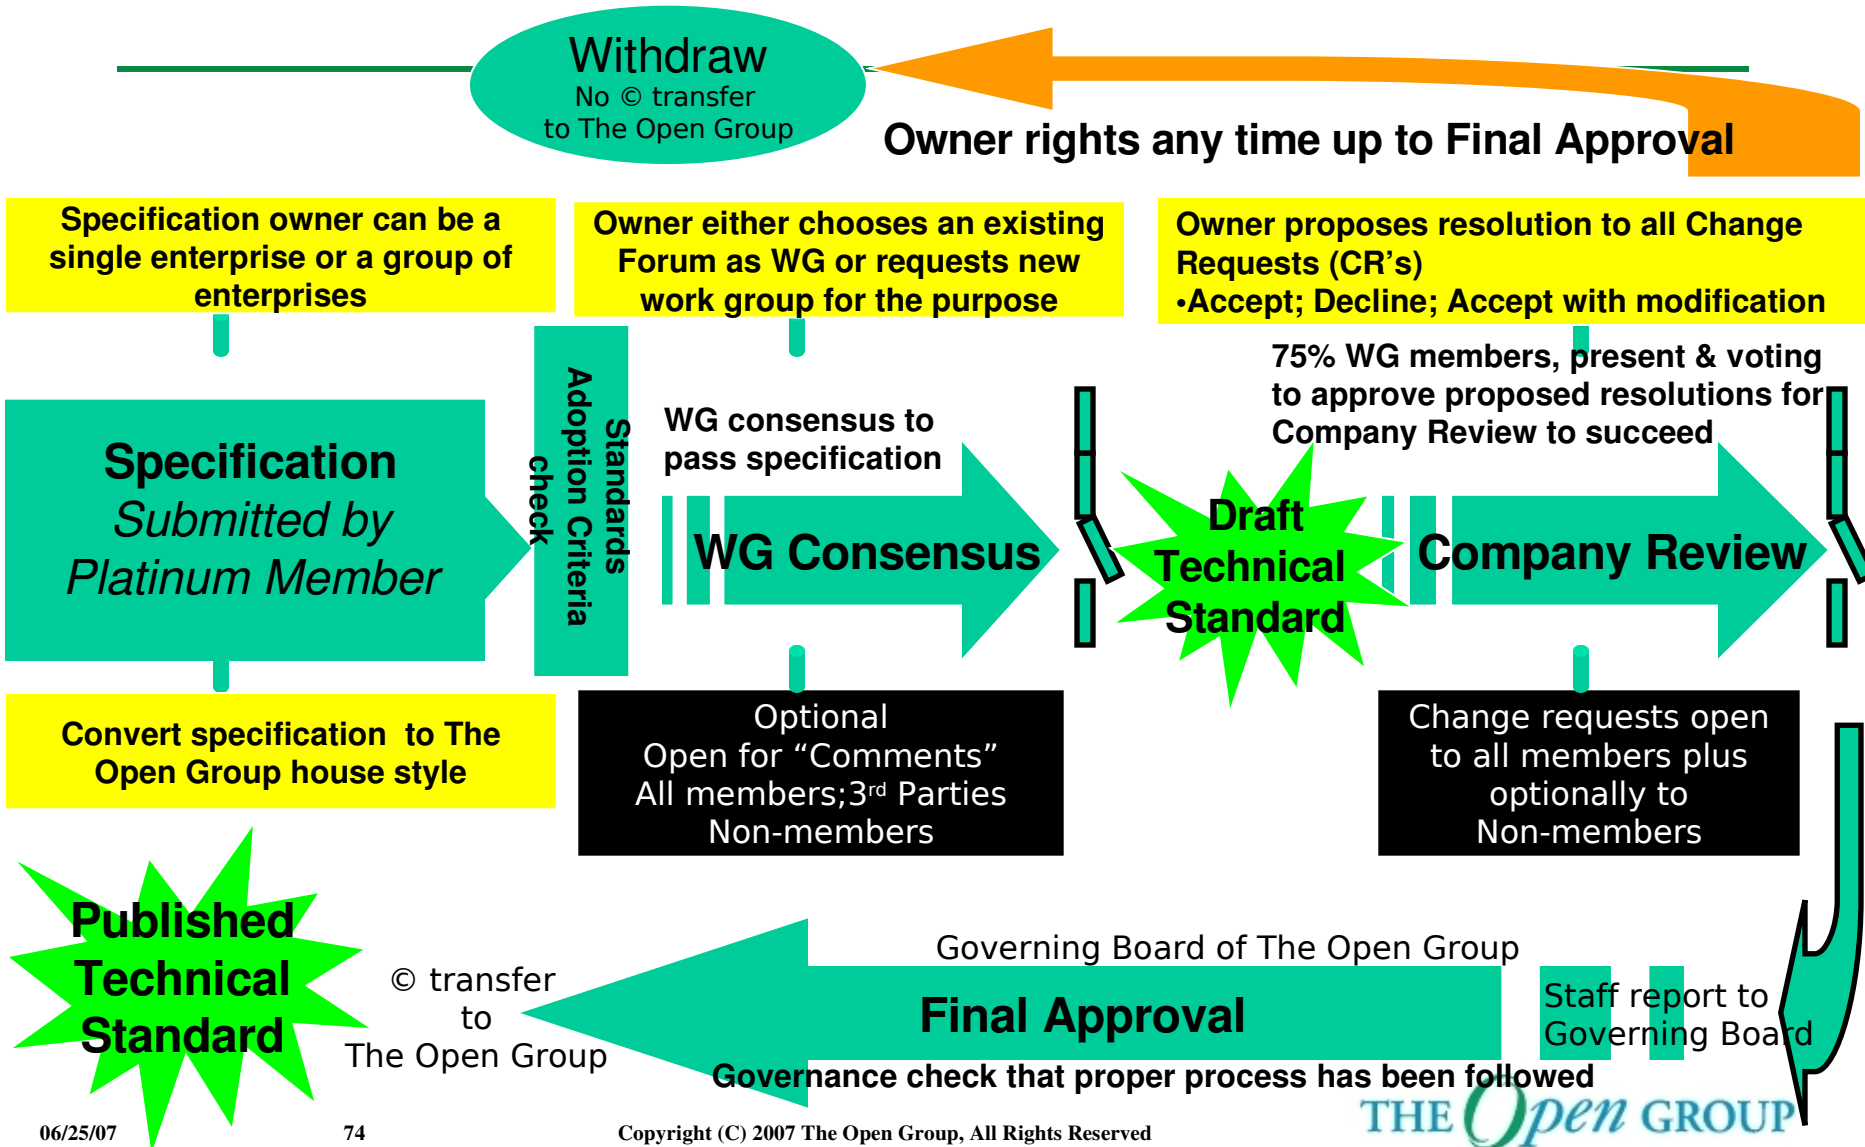 Withdraw
No © transfer
to The Open Group
Owner rights any time up to Final Approval
Specification owner can be a
single enterprise or a group of
enterprises
Owner either chooses an existing
Forum as WG or requests new
work group for the purpose
Owner proposes resolution to all Change
Requests (CR's)
•Accept; Decline; Accept with modification
75% WG members, present & voting
to approve proposed resolutions for
Company Review to succeed
Specification
Submitted by
Platinum Member
Standards
Adoption Criteria
check
WG consensus to
pass specification
WG Consensus
Draft
Technical
Standard
Company Review
Convert specification to The
Open Group house style
Optional
Open for “Comments”
All members;3rd Parties
Non-members
Change requests open
to all members plus
optionally to
Non-members
Published
Technical
Standard
© transfer
to
The Open Group
Governing Board of The Open Group
Final Approval
Governance check that proper process has been followed
Staff report to
Governing Board
THE Open GROUP
06/25/07
74
Copyright (C) 2007 The Open Group, All Rights Reserved